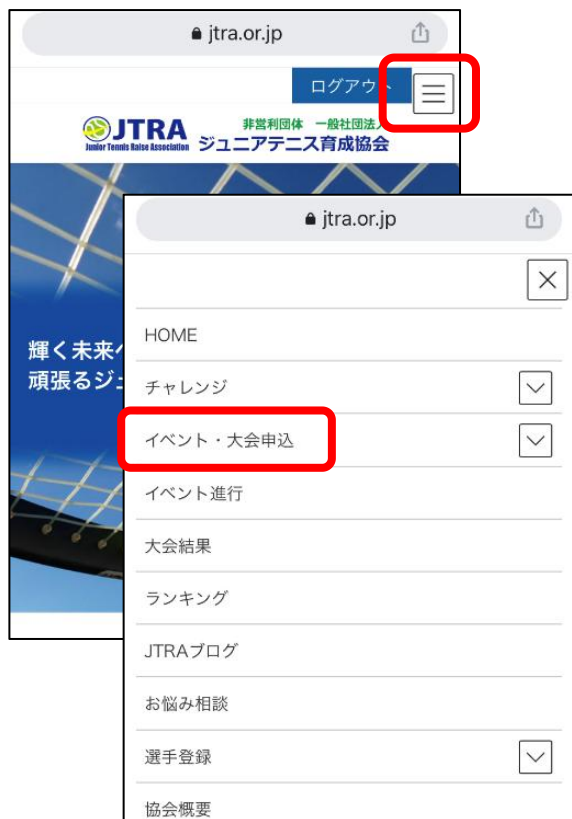 jtra.or.jp
ログアウ
JTRA
Junior Tennis Raise Association
非営利団体 一般社団法
ジュニアテニス育成協会
輝く未来へ
頑張るジュ
jtra.or.jp
HOME
チャレンジ
イベント・大会申込
イベント進行
大会結果
ランキング
JTRAブログ
お悩み相談
選手登録
協会概要